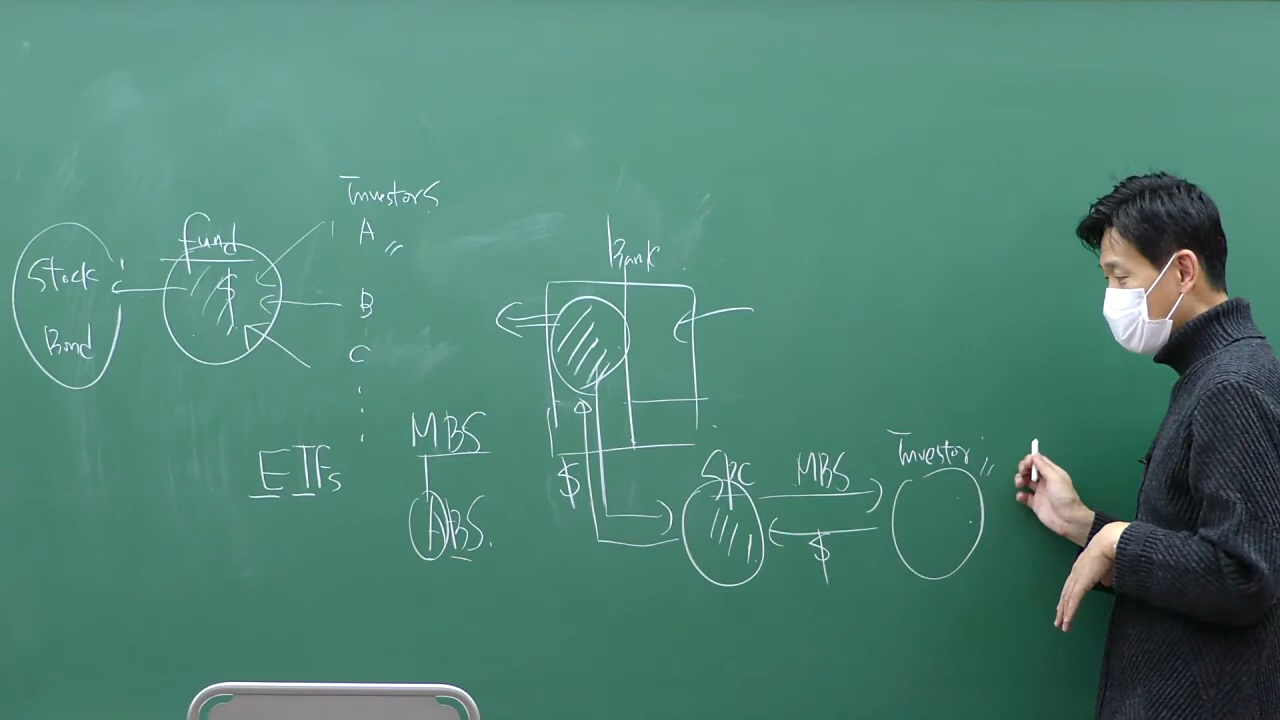 Investors
A
Fund
Stock
$
B
Bond
C
ETFs
MBS
ABS.
Bank
$
SPC
MBS
Investor
$